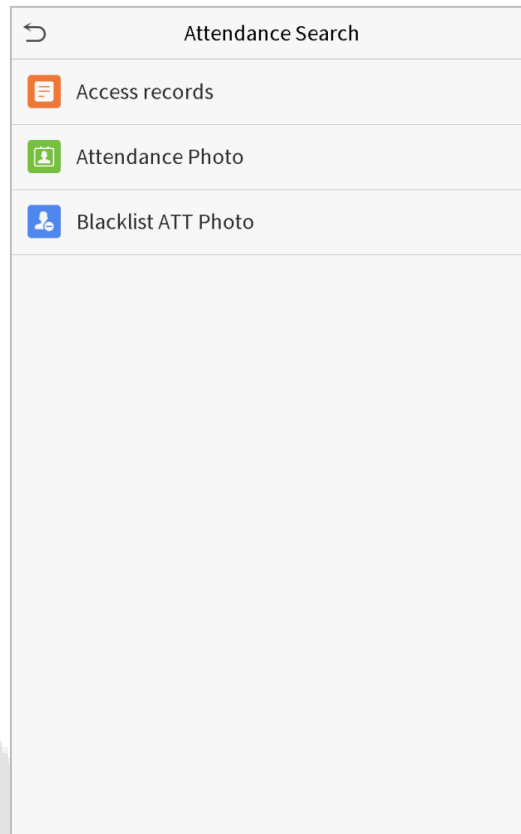 Attendance Search
Access records
Attendance Photo
Blacklist ATT Photo